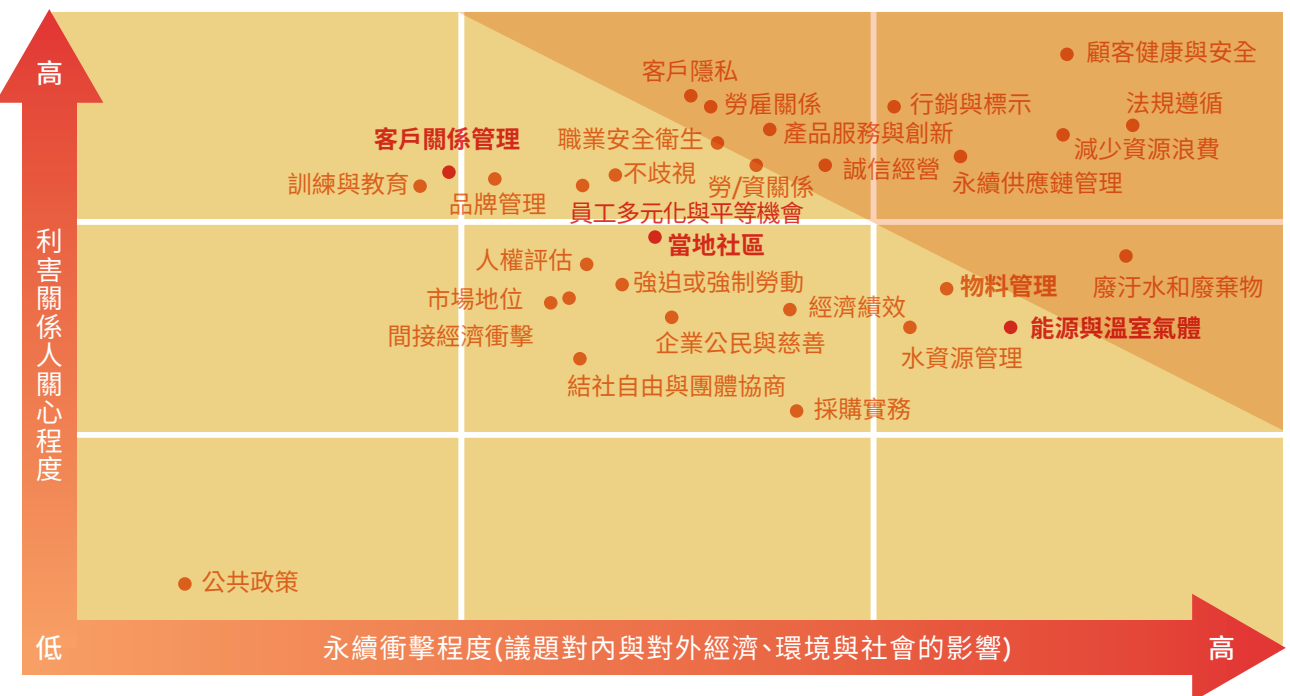 高
利害關係人關心程度
低
顧客健康與安全
客戶隱私
勞雇關係
行銷與標示
法規遵循
客戶關係管理
職業安全衛生
產品服務與創新
減少資源浪費
訓練與教育
品牌管理
不歧視
勞/資關係
誠信經營
永續供應鏈管理
員工多元化與平等機會
當地社區
人權評估
強迫或強制勞動
物料管理
廢汙水和廢棄物
市場地位
經濟績效
間接經濟衝擊
企業公民與慈善
水資源管理
能源與溫室氣體
結社自由與團體協商
採購實務
公共政策
永續衝擊程度(議題對內與對外經濟、環境與社會的影響)
高